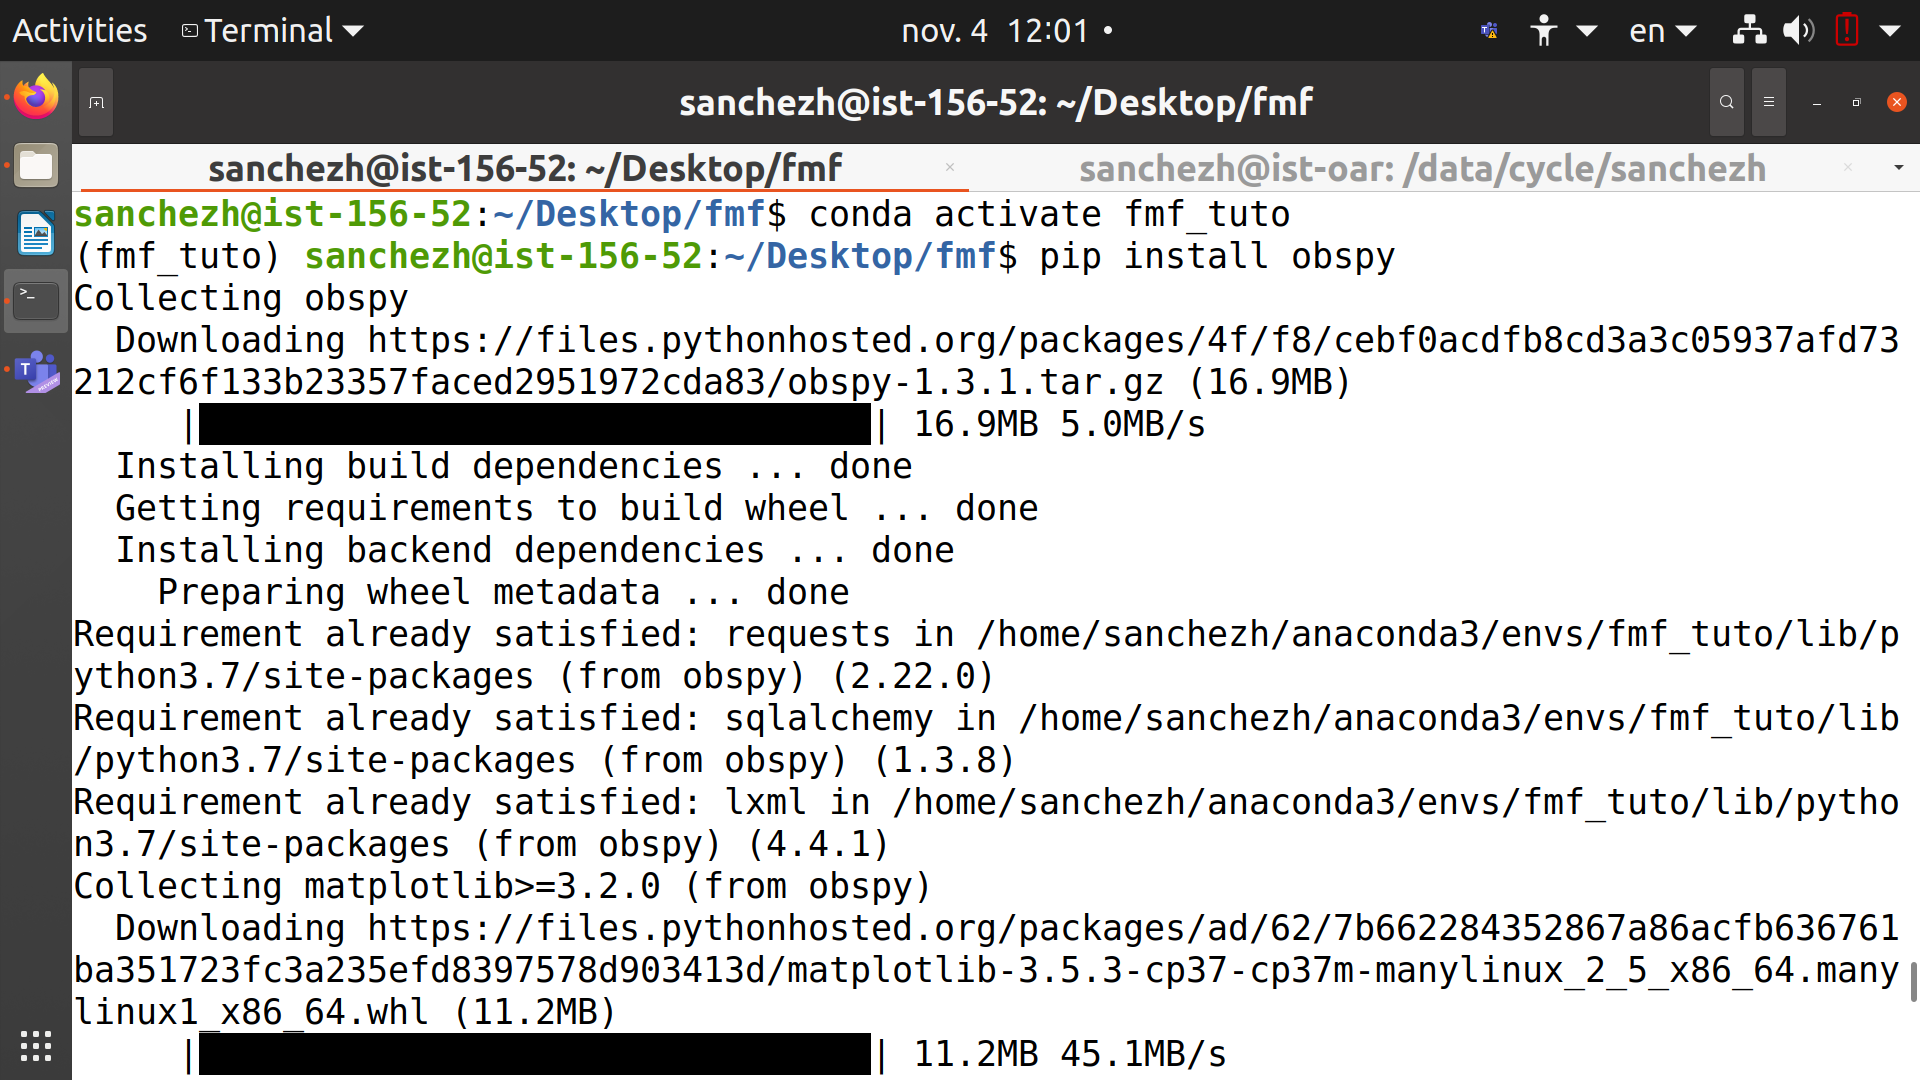 Activities Terminal nov. 4 12:01 en
sanchezh@ist-156-52: ~/Desktop/fmf
sanchezh@ist-156-52: ~/Desktop/fmf sanchezh@ist-oar: /data/cycle/sanchezh
sanchezh@ist-156-52:~/Desktop/fmf$ conda activate fmf_tuto
(fmf_tuto) sanchezh@ist-156-52:~/Desktop/fmf$ pip install obspy
Collecting obspy
  Downloading https://files.pythonhosted.org/packages/4f/f8/cebf0acdfb8cd3a3c05937afd73
212cf6f133b23357faced2951972cda83/obspy-1.3.1.tar.gz (16.9MB)
     | | 16.9MB 5.0MB/s
  Installing build dependencies ... done
  Getting requirements to build wheel ... done
  Installing backend dependencies ... done
    Preparing wheel metadata ... done
Requirement already satisfied: requests in /home/sanchezh/anaconda3/envs/fmf_tuto/lib/p
ython3.7/site-packages (from obspy) (2.22.0)
Requirement already satisfied: sqlalchemy in /home/sanchezh/anaconda3/envs/fmf_tuto/lib
/python3.7/site-packages (from obspy) (1.3.8)
Requirement already satisfied: lxml in /home/sanchezh/anaconda3/envs/fmf_tuto/lib/pytho
n3.7/site-packages (from obspy) (4.4.1)
Collecting matplotlib>=3.2.0 (from obspy)
  Downloading https://files.pythonhosted.org/packages/ad/62/7b662284352867a86acfb636761
ba351723fc3a235efd8397578d903413d/matplotlib-3.5.3-cp37-cp37m-manylinux_2_5_x86_64.many
linux1_x86_64.whl (11.2MB)
     | | 11.2MB 45.1MB/s